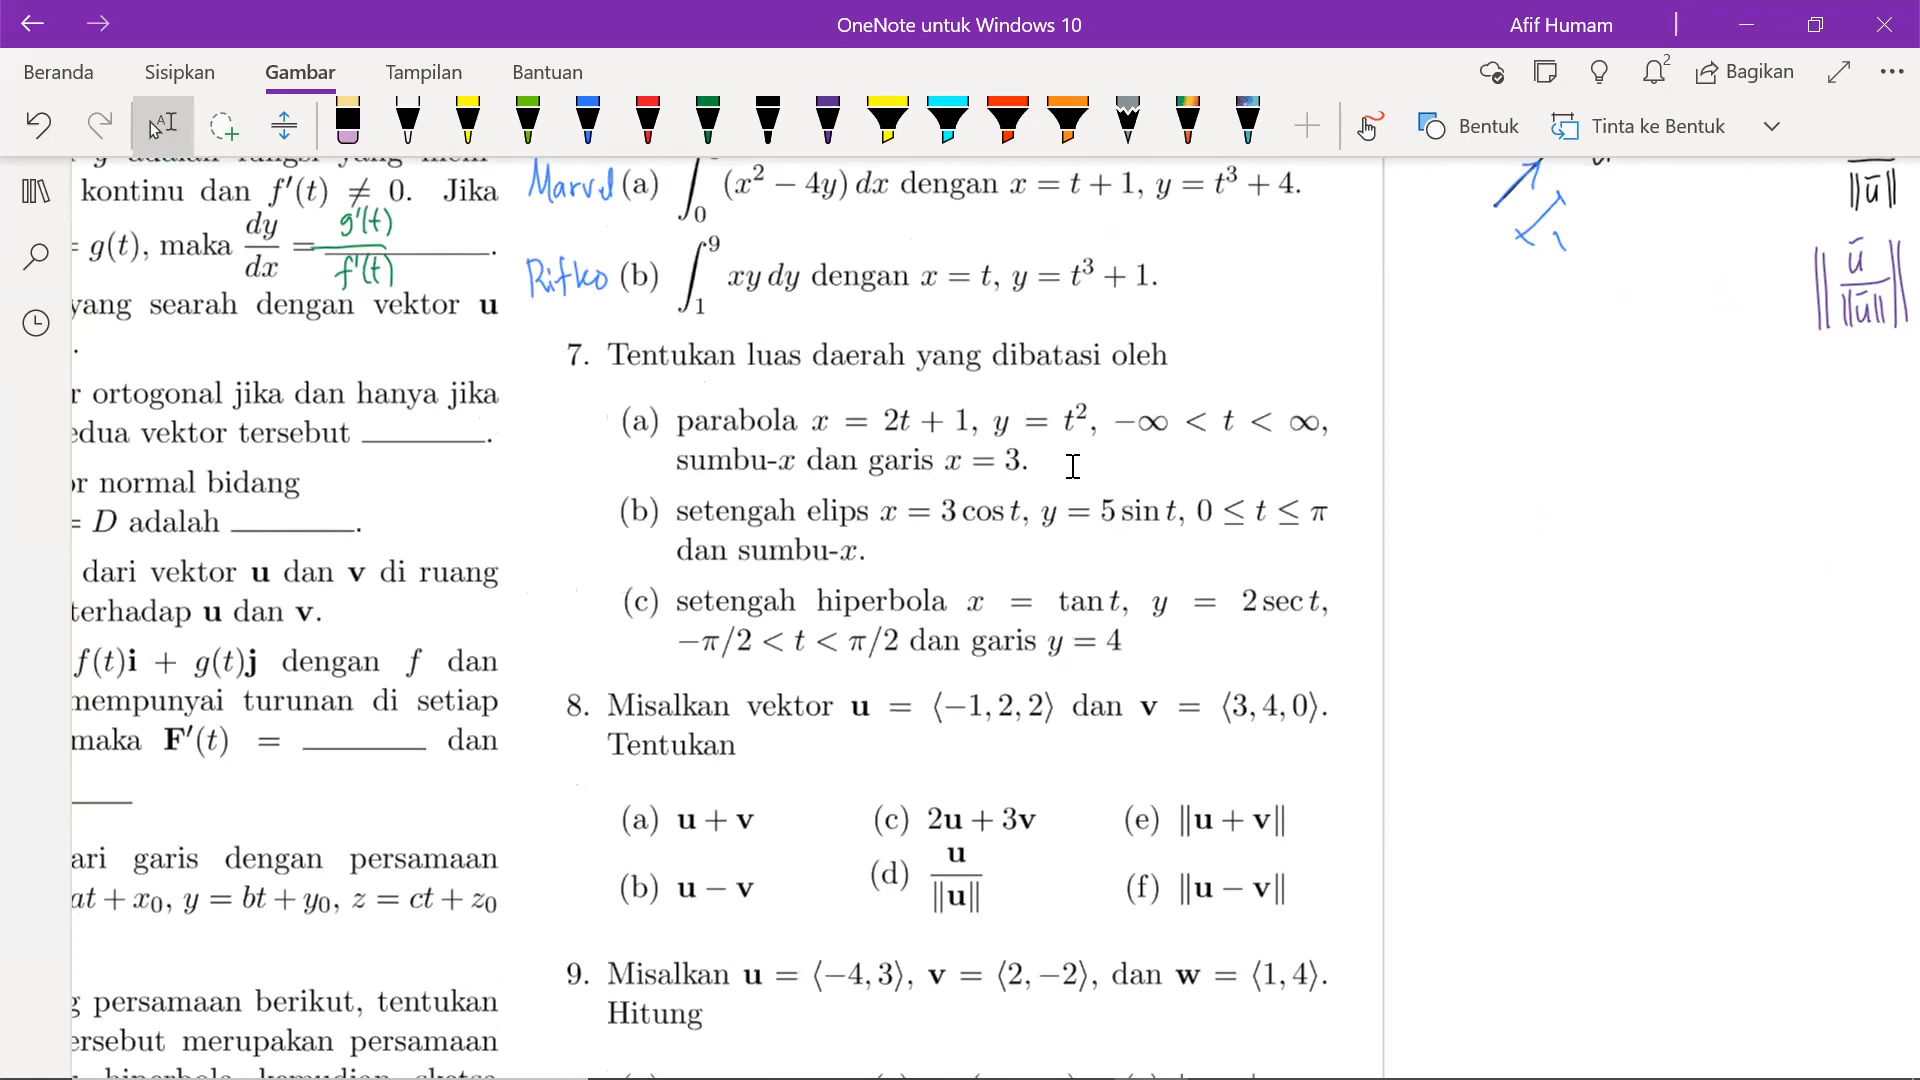 OneNote untuk Windows 10
Afif Humam
Beranda Sisipkan Gambar Tampilan Bantuan
2 Bagikan
Bentuk Tinta ke Bentuk
kontinu dan f′(t) ≠ 0. Jika
= g(t), maka dy/dx = g'(t)/f'(t) ________.
yang searah dengan vektor u
.
r ortogonal jika dan hanya jika
edua vektor tersebut ________.
or normal bidang
= D adalah ________.
dari vektor u dan v di ruang
terhadap u dan v.
f(t)i + g(t)j dengan f dan
mempunyai turunan di setiap
maka F′(t) = ________ dan
____
ari garis dengan persamaan
at + x₀, y = bt + y₀, z = ct + z₀
g persamaan berikut, tentukan
ersebut merupakan persamaan
hiperbola kemudian sketsa
Marvel (a) ∫₀ (x² − 4y) dx dengan x = t + 1, y = t³ + 4.
Rifko (b) ∫₁⁹ xy dy dengan x = t, y = t³ + 1.
7. Tentukan luas daerah yang dibatasi oleh
(a) parabola x = 2t + 1, y = t², −∞ < t < ∞,
sumbu-x dan garis x = 3.
(b) setengah elips x = 3 cos t, y = 5 sin t, 0 ≤ t ≤ π
dan sumbu-x.
(c) setengah hiperbola x = tan t, y = 2 sec t,
−π/2 < t < π/2 dan garis y = 4
8. Misalkan vektor u = ⟨−1, 2, 2⟩ dan v = ⟨3, 4, 0⟩.
Tentukan
(a) u + v (c) 2u + 3v (e) ‖u + v‖
(b) u − v (d) u/‖u‖ (f) ‖u − v‖
9. Misalkan u = ⟨−4, 3⟩, v = ⟨2, −2⟩, dan w = ⟨1, 4⟩.
Hitung
‖ū‖
‖ū/‖ū‖‖